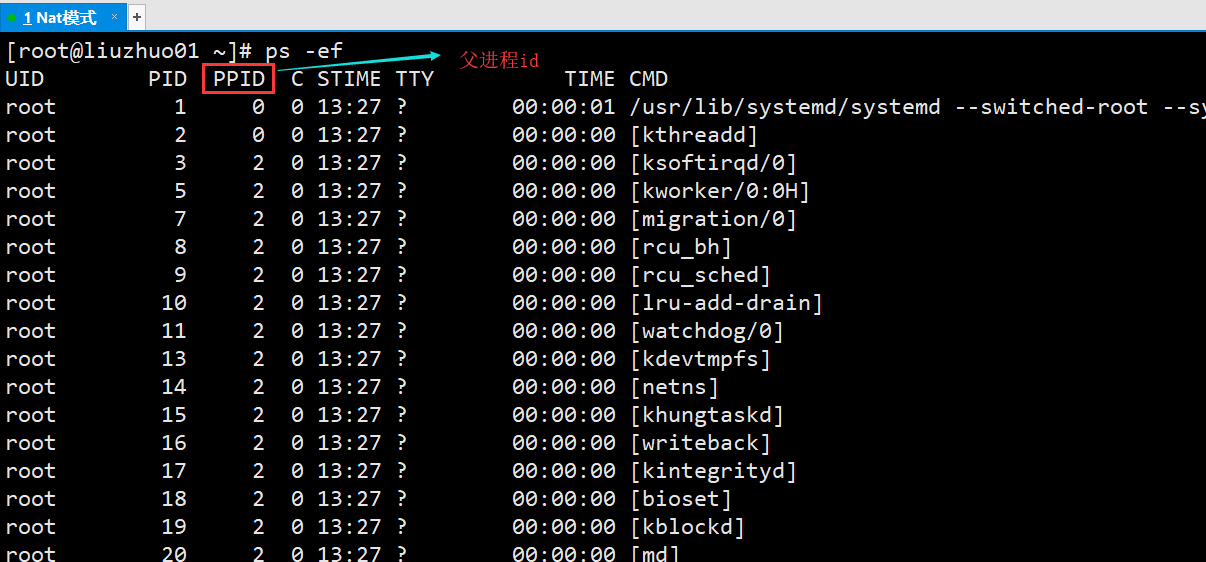 1 Nat模式 × +
[root@liuzhuo01 ~]# ps -ef
父进程id
UID PID PPID C STIME TTY TIME CMD
root 1 0 0 13:27 ? 00:00:01 /usr/lib/systemd/systemd --switched-root --sy
root 2 0 0 13:27 ? 00:00:00 [kthreadd]
root 3 2 0 13:27 ? 00:00:00 [ksoftirqd/0]
root 5 2 0 13:27 ? 00:00:00 [kworker/0:0H]
root 7 2 0 13:27 ? 00:00:00 [migration/0]
root 8 2 0 13:27 ? 00:00:00 [rcu_bh]
root 9 2 0 13:27 ? 00:00:00 [rcu_sched]
root 10 2 0 13:27 ? 00:00:00 [lru-add-drain]
root 11 2 0 13:27 ? 00:00:00 [watchdog/0]
root 13 2 0 13:27 ? 00:00:00 [kdevtmpfs]
root 14 2 0 13:27 ? 00:00:00 [netns]
root 15 2 0 13:27 ? 00:00:00 [khungtaskd]
root 16 2 0 13:27 ? 00:00:00 [writeback]
root 17 2 0 13:27 ? 00:00:00 [kintegrityd]
root 18 2 0 13:27 ? 00:00:00 [bioset]
root 19 2 0 13:27 ? 00:00:00 [kblockd]
root 20 2 0 13:27 ? 00:00:00 [md]